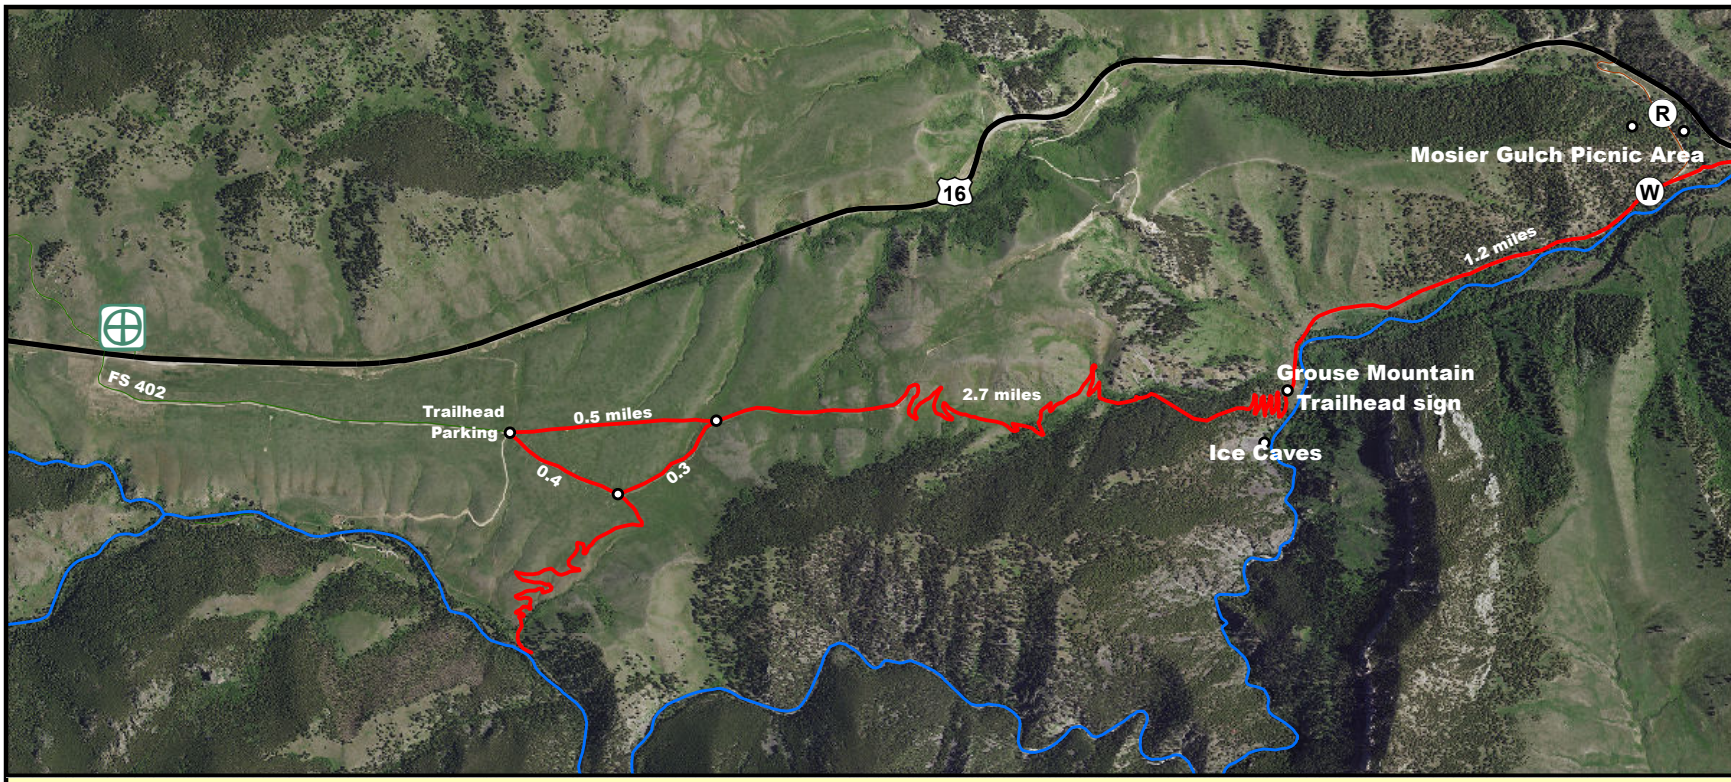 R
Mosier Gulch Picnic Area
16
W
1.2 miles
FS 402
Grouse Mountain
Trailhead sign
2.7 miles
Trailhead
Parking
0.5 miles
Ice Caves
0.4
0.3